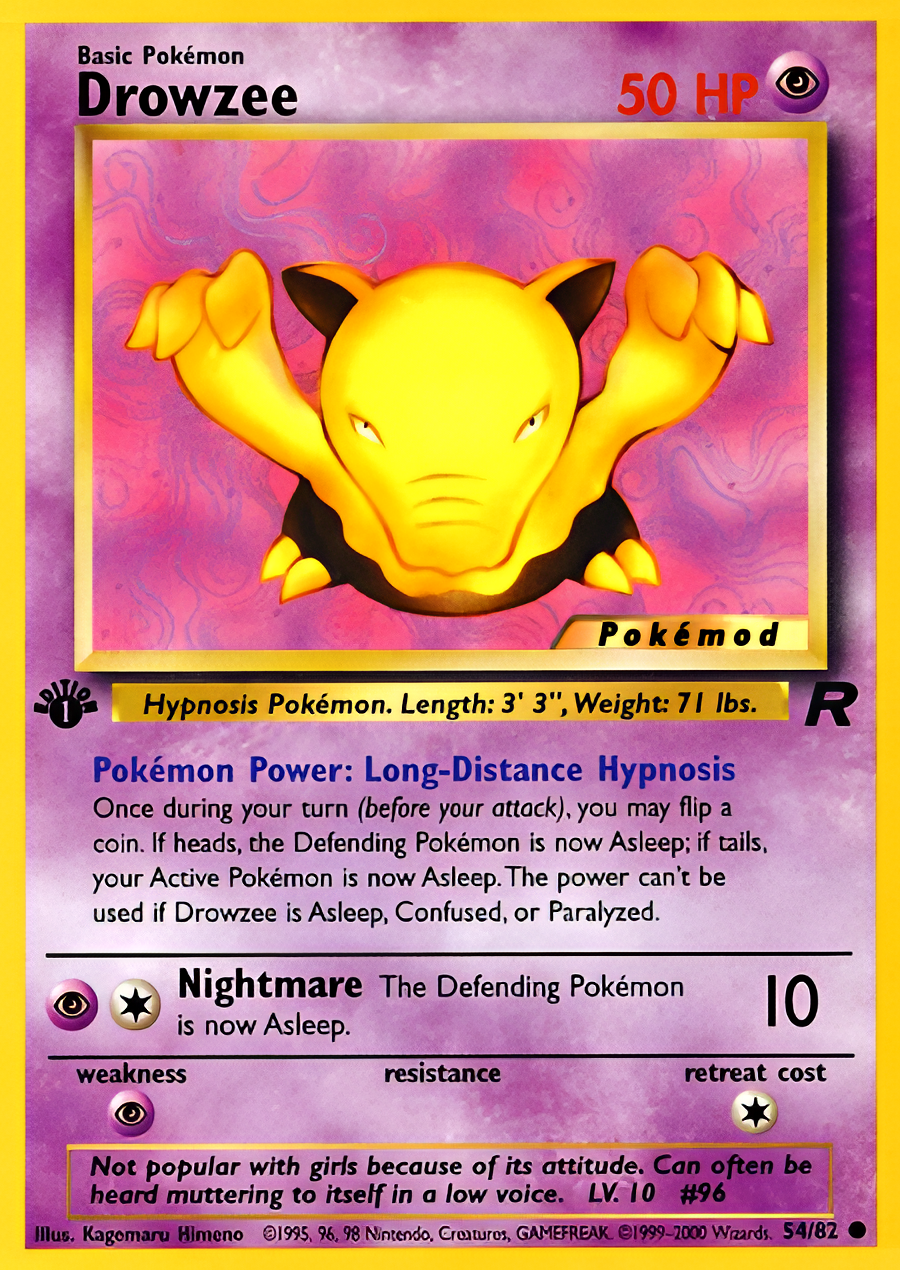 Basic Pokémon
Drowzee 50 HP
Pokémod
EDITION
1
Hypnosis Pokémon. Length: 3' 3", Weight: 71 lbs.
R
Pokémon Power: Long-Distance Hypnosis
Once during your turn (before your attack), you may flip a
coin. If heads, the Defending Pokémon is now Asleep; if tails,
your Active Pokémon is now Asleep. The power can't be
used if Drowzee is Asleep, Confused, or Paralyzed.
Nightmare The Defending Pokémon 10
is now Asleep.
weakness resistance retreat cost
Not popular with girls because of its attitude. Can often be
heard muttering to itself in a low voice. LV. 10 #96
Illus. Kagemaru Himeno ©1995, 96, 98 Nintendo, Creatures, GAMEFREAK. ©1999-2000 Wizards. 54/82